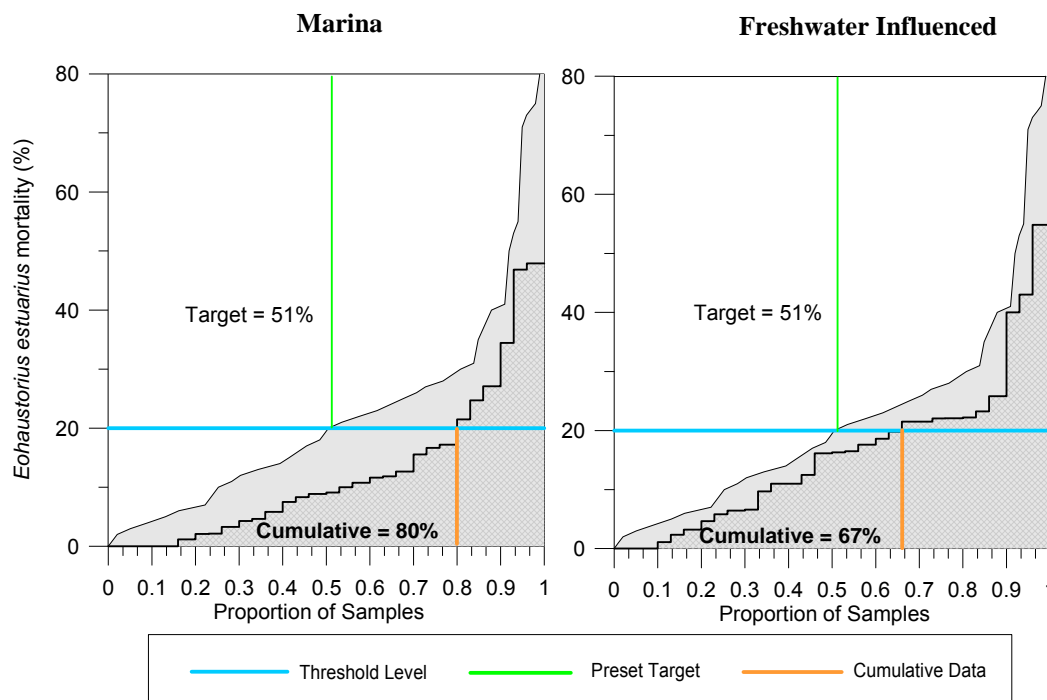 Marina
Freshwater Influenced
Eohaustorius estuarius mortality (%)
80
60
40
20
0
Target = 51%
Cumulative = 80%
0 0.1 0.2 0.3 0.4 0.5 0.6 0.7 0.8 0.9 1
Proportion of Samples
80
60
40
20
0
Target = 51%
Cumulative = 67%
0 0.1 0.2 0.3 0.4 0.5 0.6 0.7 0.8 0.9
Proportion of Samples
Threshold Level
Preset Target
Cumulative Data